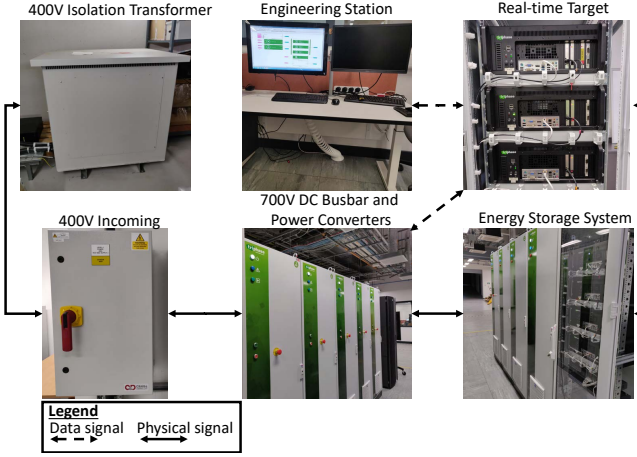 400V Isolation Transformer
Engineering Station
Real-time Target
400V Incoming
700V DC Busbar and
Power Converters
Energy Storage System
Legend
Data signal
Physical signal